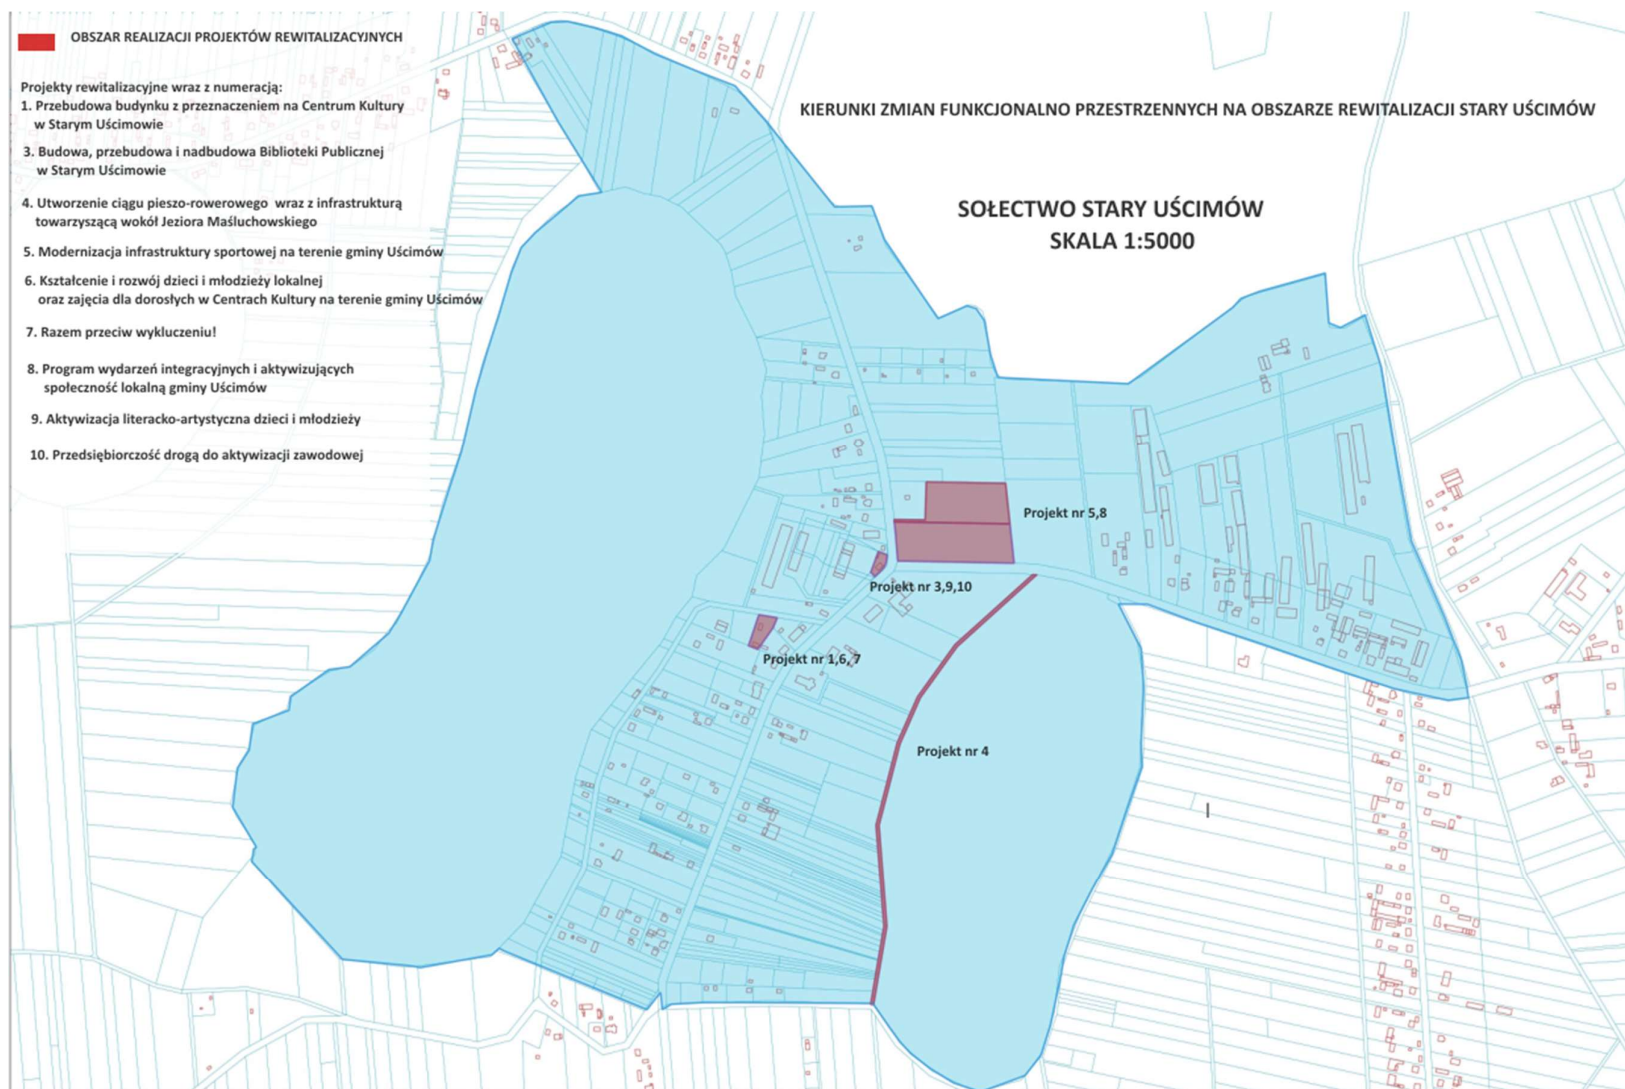 OBSZAR REALIZACJI PROJEKTÓW REWITALIZACYJNYCH
Projekty rewitalizacyjne wraz z numeracją:
1. Przebudowa budynku z przeznaczeniem na Centrum Kultury
w Starym Uścimowie
3. Budowa, przebudowa i nadbudowa Biblioteki Publicznej
w Starym Uścimowie
4. Utworzenie ciągu pieszo-rowerowego wraz z infrastrukturą
towarzyszącą wokół Jeziora Maśluchowskiego
5. Modernizacja infrastruktury sportowej na terenie gminy Uścimów
6. Kształcenie i rozwój dzieci i młodzieży lokalnej
oraz zajęcia dla dorosłych w Centrach Kultury na terenie gminy Uścimów
7. Razem przeciw wykluczeniu!
8. Program wydarzeń integracyjnych i aktywizujących
społeczność lokalną gminy Uścimów
9. Aktywizacja literacko-artystyczna dzieci i młodzieży
10. Przedsiębiorczość drogą do aktywizacji zawodowej
KIERUNKI ZMIAN FUNKCJONALNO PRZESTRZENNYCH NA OBSZARZE REWITALIZACJI STARY UŚCIMÓW
SOŁECTWO STARY UŚCIMÓW
SKALA 1:5000
Projekt nr 5,8
Projekt nr 3,9,10
Projekt nr 1,6, 7
Projekt nr 4